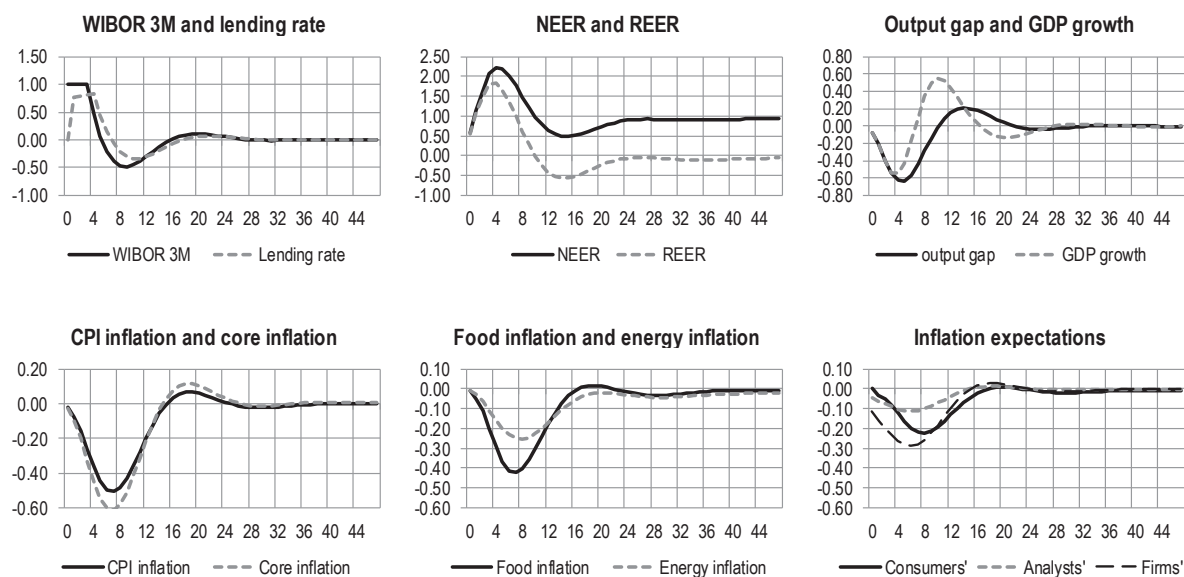 WIBOR 3M and lending rate
1.50
1.00
0.50
0.00
-0.50
-1.00
0 4 8 12 16 20 24 28 32 36 40 44
WIBOR 3M Lending rate
NEER and REER
2.50
2.00
1.50
1.00
0.50
0.00
-0.50
-1.00
0 4 8 12 16 20 24 28 32 36 40 44
NEER REER
Output gap and GDP growth
0.80
0.60
0.40
0.20
0.00
-0.20
-0.40
-0.60
-0.80
0 4 8 12 16 20 24 28 32 36 40 44
output gap GDP growth
CPI inflation and core inflation
0.20
0.00
-0.20
-0.40
-0.60
0 4 8 12 16 20 24 28 32 36 40 44
CPI inflation Core inflation
Food inflation and energy inflation
0.10
0.00
-0.10
-0.20
-0.30
-0.40
-0.50
-0.60
0 4 8 12 16 20 24 28 32 36 40 44
Food inflation Energy inflation
Inflation expectations
0.10
0.00
-0.10
-0.20
-0.30
-0.40
-0.50
-0.60
0 4 8 12 16 20 24 28 32 36 40 44
Consumers' Analysts' Firms'